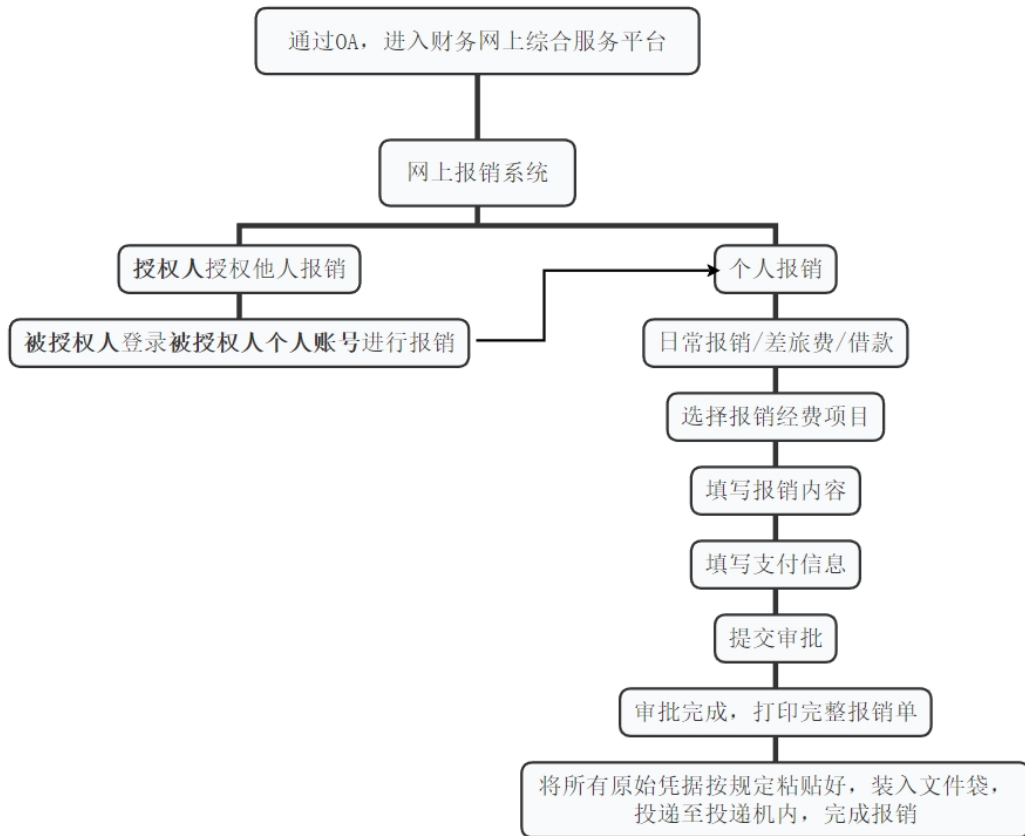 通过OA，进入财务网上综合服务平台
网上报销系统
授权人授权他人报销
个人报销
被授权人登录被授权人个人账号进行报销
日常报销/差旅费/借款
选择报销经费项目
填写报销内容
填写支付信息
提交审批
审批完成，打印完整报销单
将所有原始凭据按规定粘贴好，装入文件袋，
投递至投递机内，完成报销